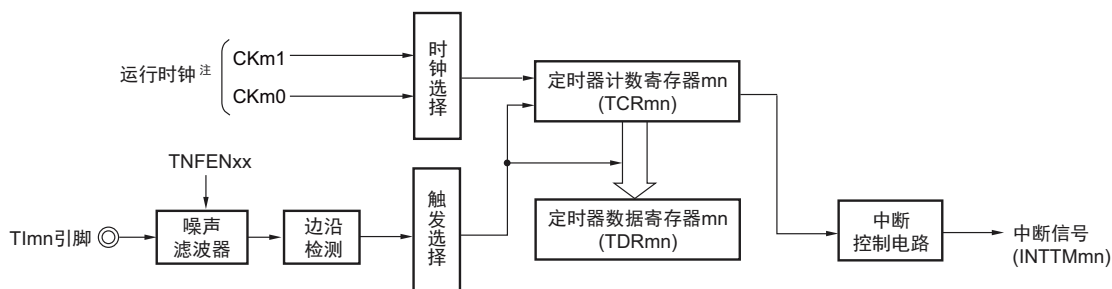 运行时钟 注
CKm1
CKm0
时钟选择
定时器计数寄存器mn
(TCRmn)
TNFENxx
TImn引脚
噪声
滤波器
边沿
检测
触发选择
定时器数据寄存器mn
(TDRmn)
中断
控制电路
中断信号
(INTTMmn)